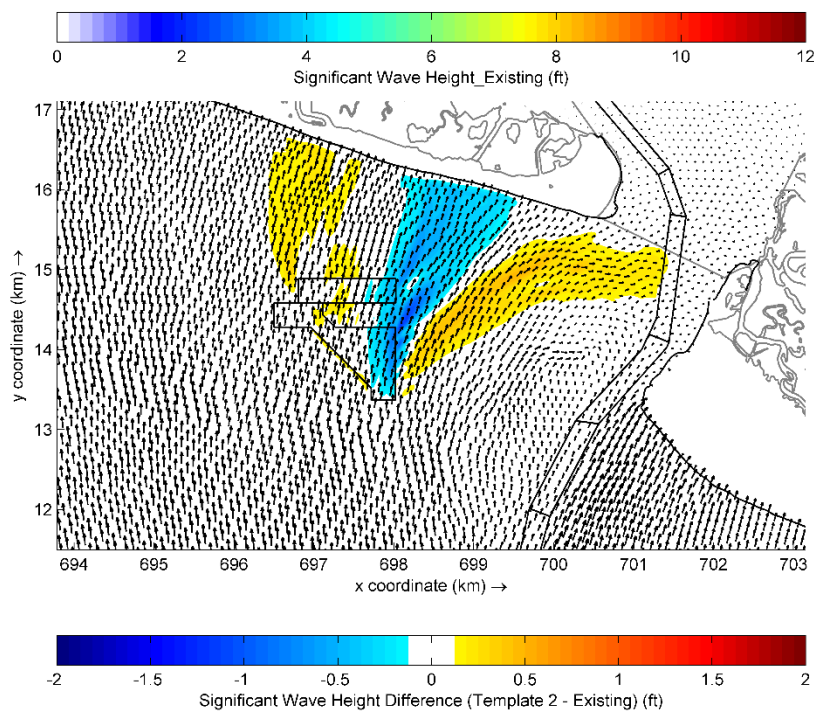 0 2 4 6 8 10 12
Significant Wave Height_Existing (ft)
17
16
15
14
13
12
y coordinate (km) →
694 695 696 697 698 699 700 701 702 703
x coordinate (km) →
-2 -1.5 -1 -0.5 0 0.5 1 1.5 2
Significant Wave Height Difference (Template 2 - Existing) (ft)